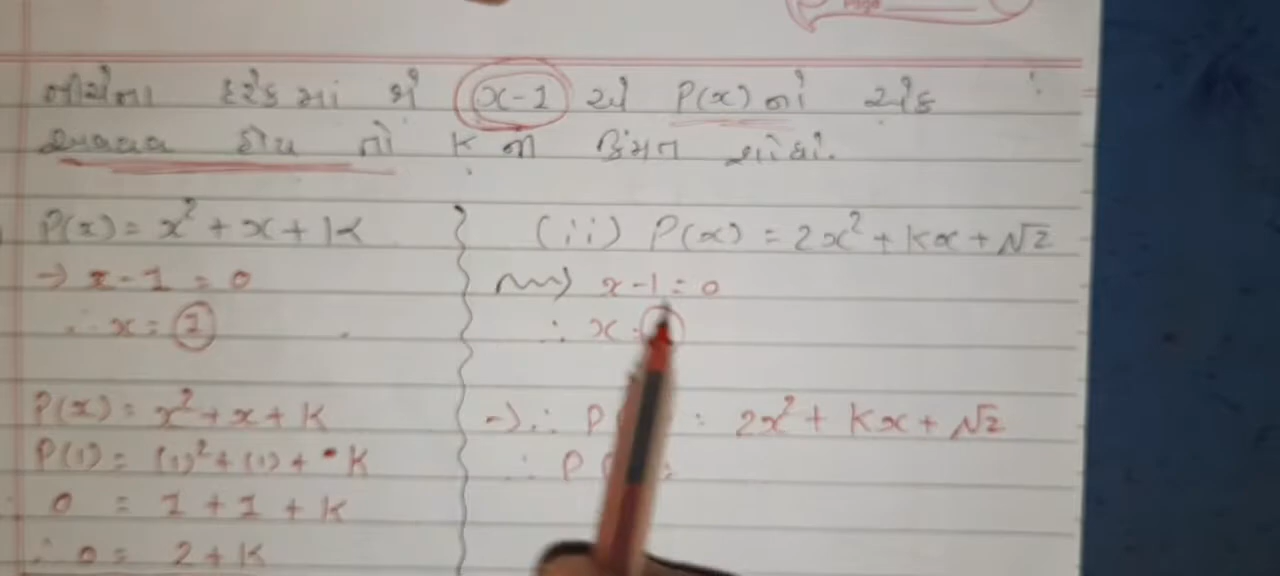 નીચેના દરેક માં જો x-1 એ P(x) નો એક
અવયવ હોય તો K ની કિંમત શોધો.
P(x) = x² + x + K
→ x - 1 = 0
∴ x = 1
P(x) = x² + x + K
P(1) = (1)² + (1) + K
0 = 1 + 1 + K
∴ 0 = 2 + K
(ii) P(x) = 2x² + Kx + √2
x - 1 = 0
∴ x =
→ ∴ P : 2x² + Kx + √2
∴ P